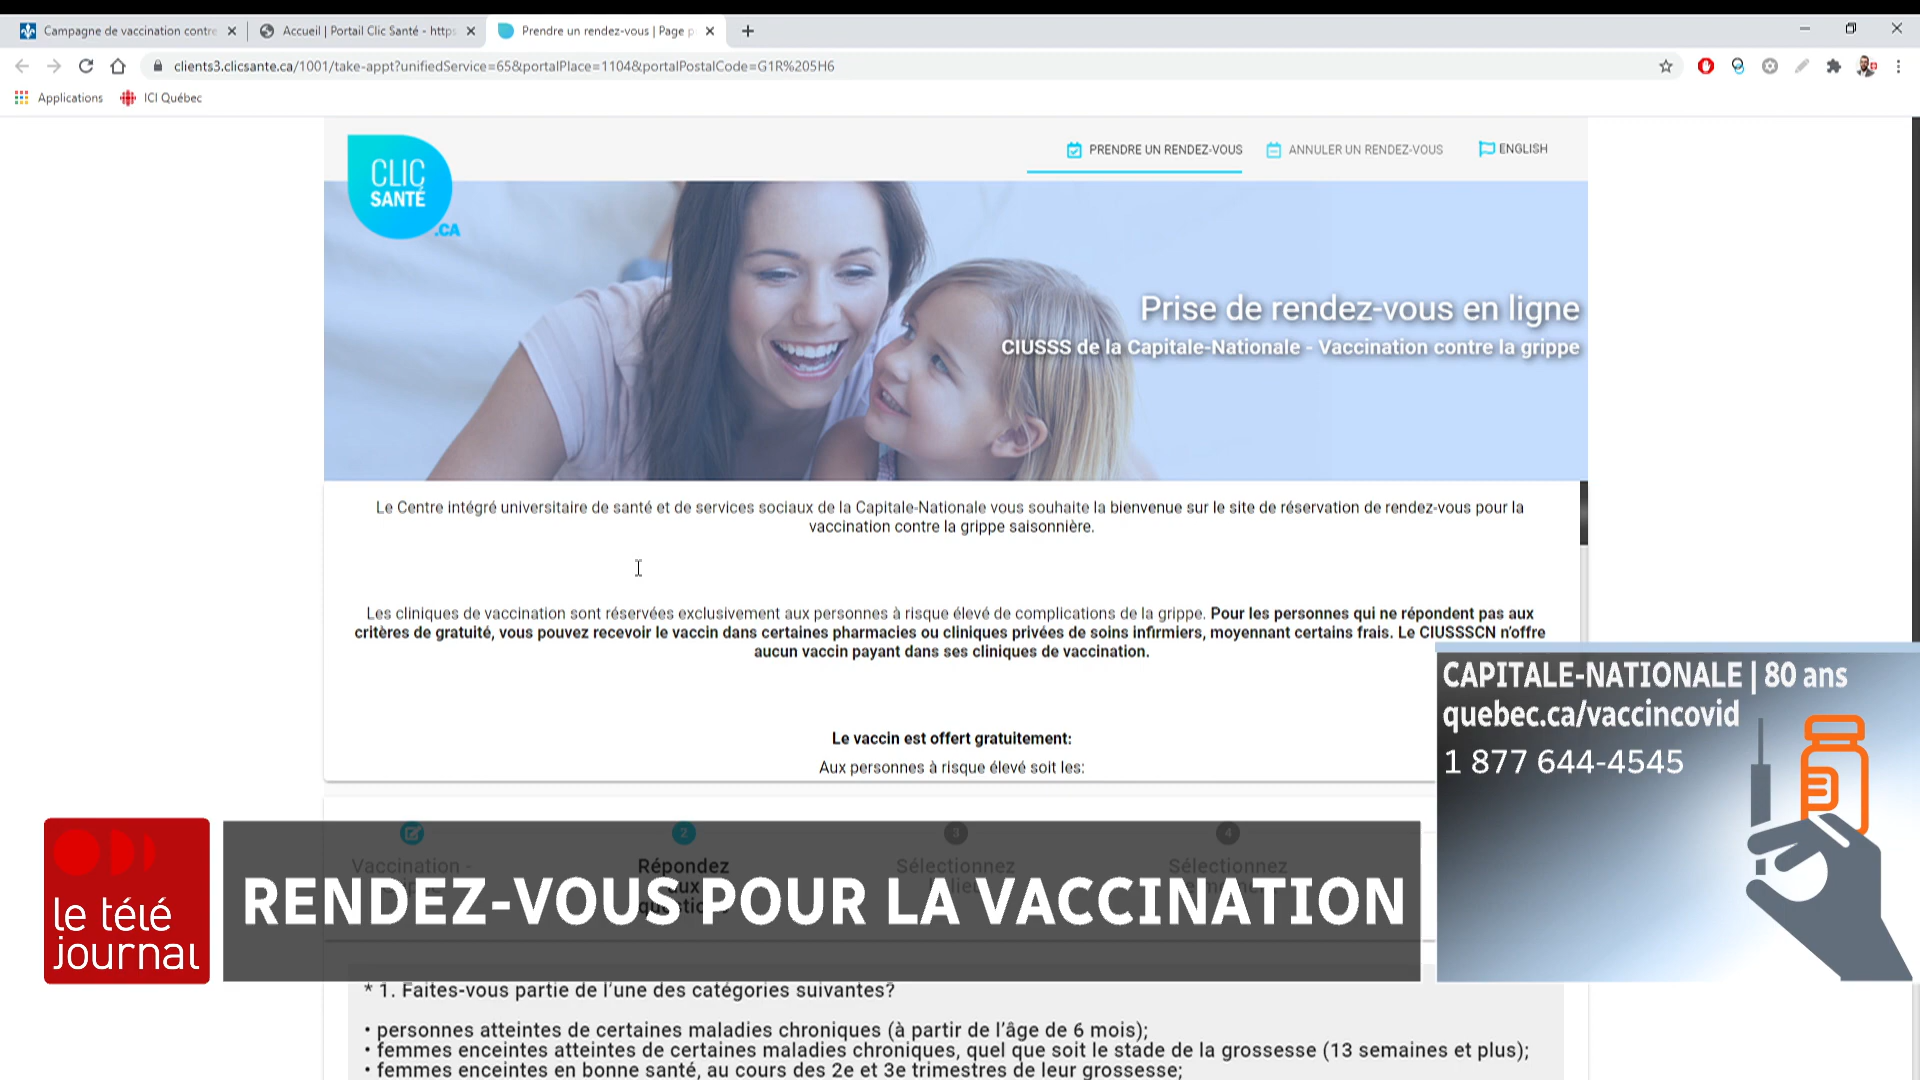 Campagne de vaccination contre
Accueil | Portail Clic Santé - https
Prendre un rendez-vous | Page p
clients3.clicsante.ca/1001/take-appt?unifiedService=65&portalPlace=1104&portalPostalCode=G1R%205H6
Applications
ICI Québec
CLIC
SANTÉ
.CA
PRENDRE UN RENDEZ-VOUS
ANNULER UN RENDEZ-VOUS
ENGLISH
Prise de rendez-vous en ligne
CIUSSS de la Capitale-Nationale - Vaccination contre la grippe
Le Centre intégré universitaire de santé et de services sociaux de la Capitale-Nationale vous souhaite la bienvenue sur le site de réservation de rendez-vous pour la
vaccination contre la grippe saisonnière.
Les cliniques de vaccination sont réservées exclusivement aux personnes à risque élevé de complications de la grippe. Pour les personnes qui ne répondent pas aux
critères de gratuité, vous pouvez recevoir le vaccin dans certaines pharmacies ou cliniques privées de soins infirmiers, moyennant certains frais. Le CIUSSSCN n'offre
aucun vaccin payant dans ses cliniques de vaccination.
Le vaccin est offert gratuitement:
Aux personnes à risque élevé soit les:
CAPITALE-NATIONALE | 80 ans
quebec.ca/vaccincovid
1 877 644-4545
2
3
4
Vaccination -
Répondez
Sélectionnez
Sélectionnez
le télé
journal
RENDEZ-VOUS POUR LA VACCINATION
* 1. Faites-vous partie de l'une des catégories suivantes?
• personnes atteintes de certaines maladies chroniques (à partir de l'âge de 6 mois);
• femmes enceintes atteintes de certaines maladies chroniques, quel que soit le stade de la grossesse (13 semaines et plus);
• femmes enceintes en bonne santé, au cours des 2e et 3e trimestres de leur grossesse;